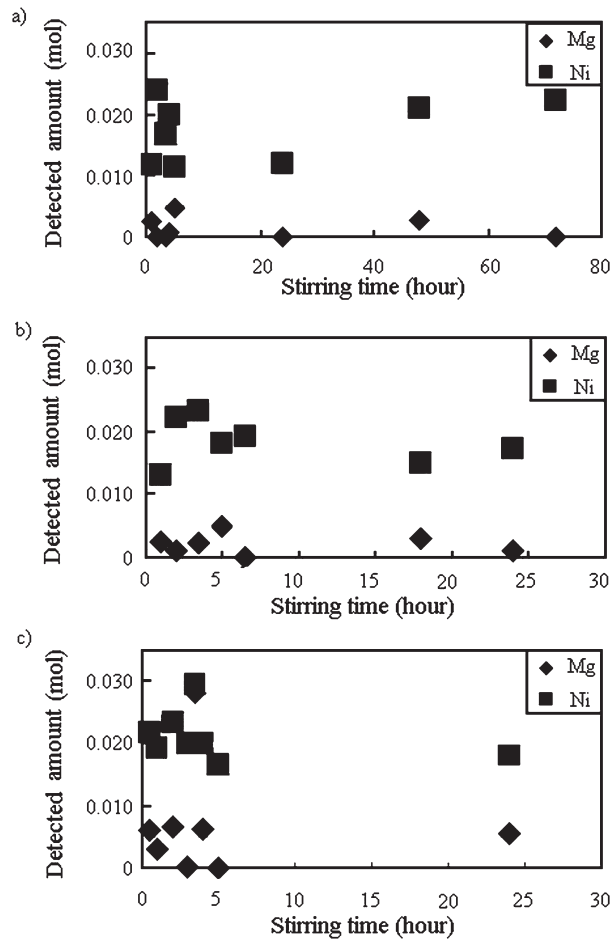 a)
Detected amount (mol)
0.030
0.020
0.010
0
0 20 40 60 80
Stirring time (hour)
Mg
Ni
b)
Detected amount (mol)
0.030
0.020
0.010
0
0 5 10 15 20 25 30
Stirring time (hour)
Mg
Ni
c)
Detected amount (mol)
0.030
0.020
0.010
0
0 5 10 15 20 25 30
Stirring time (hour)
Mg
Ni